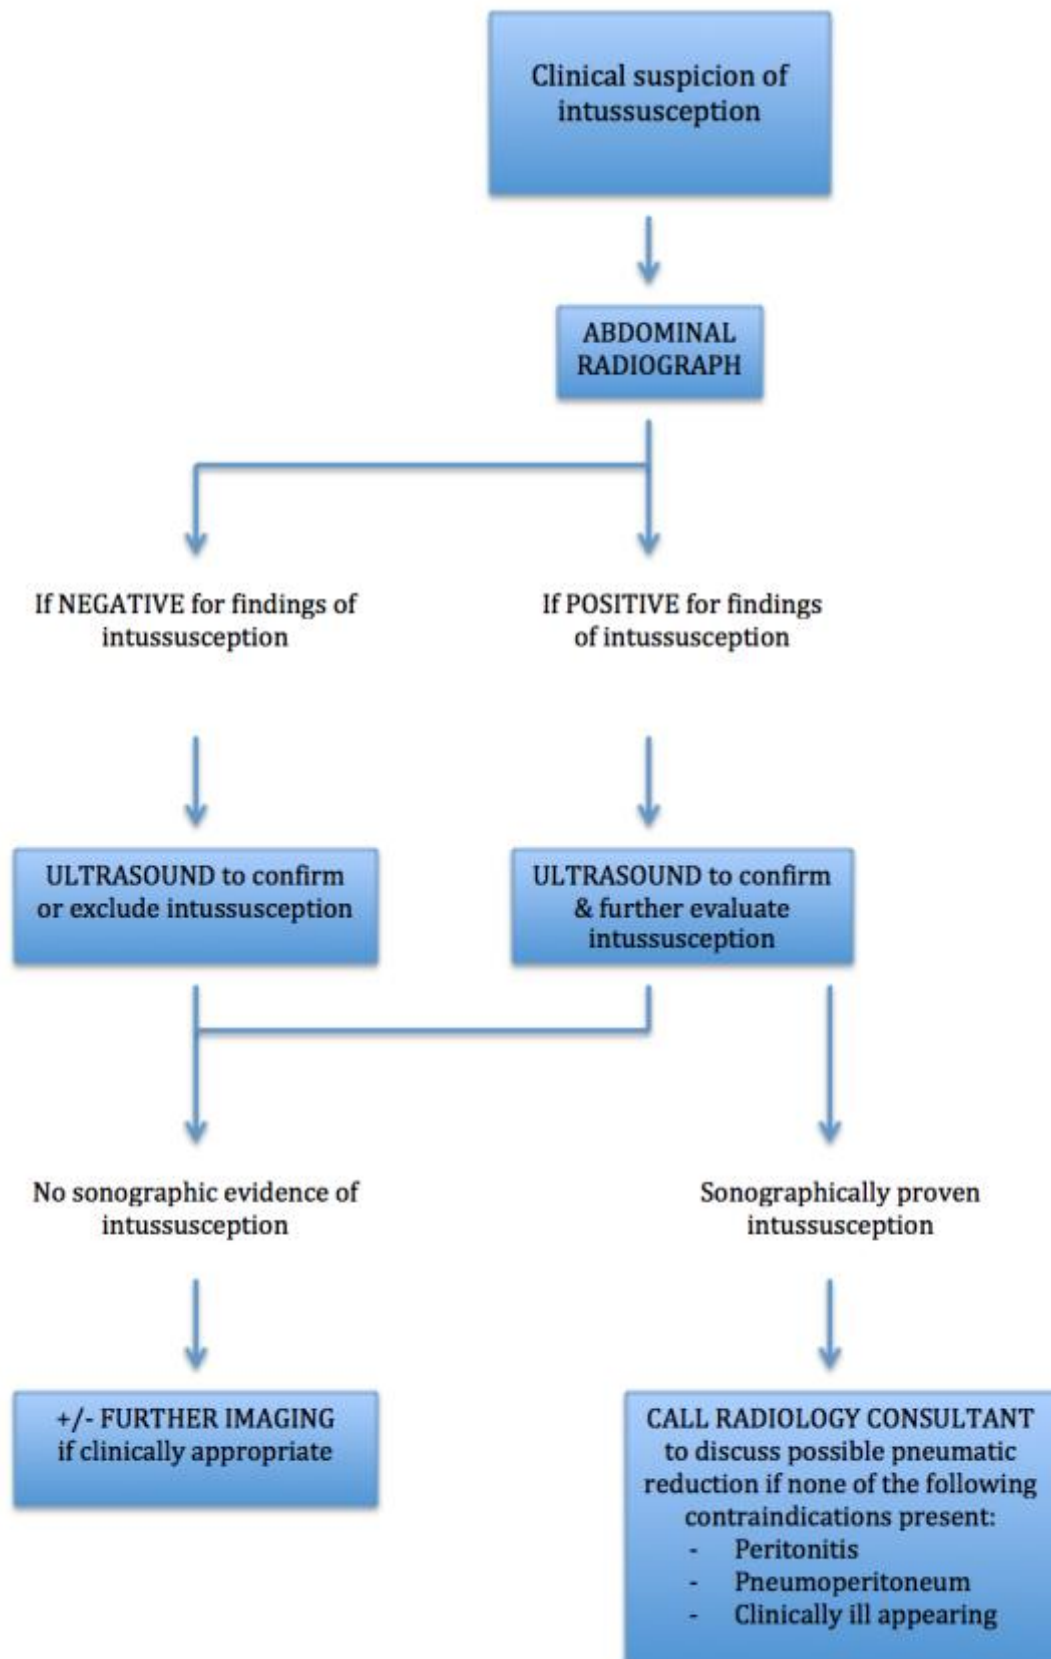 Clinical suspicion of
intussusception
ABDOMINAL
RADIOGRAPH
If NEGATIVE for findings of
intussusception
If POSITIVE for findings
of intussusception
ULTRASOUND to confirm
or exclude intussusception
ULTRASOUND to confirm
& further evaluate
intussusception
No sonographic evidence of
intussusception
Sonographically proven
intussusception
+/- FURTHER IMAGING
if clinically appropriate
CALL RADIOLOGY CONSULTANT
to discuss possible pneumatic
reduction if none of the following
contraindications present:
- Peritonitis
- Pneumoperitoneum
- Clinically ill appearing